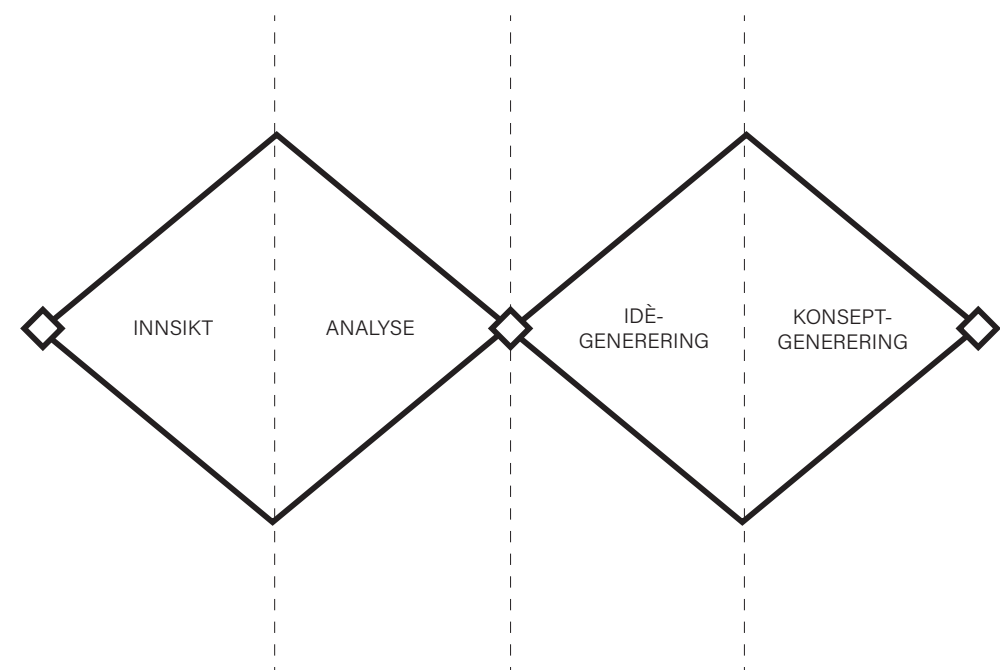 INNSIKT
ANALYSE
IDÈ-
GENERERING
KONSEPT-
GENERERING